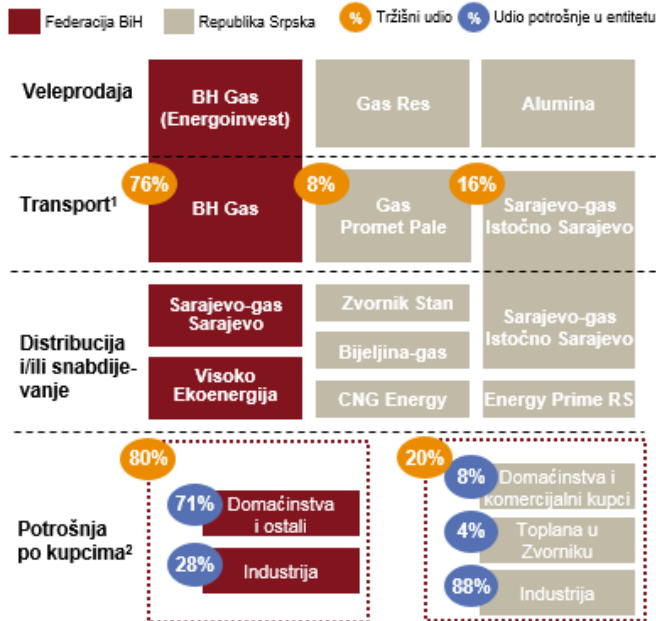 Federacija BiH
Republika Srpska
% Tržišni udio
% Udio potrošnje u entitetu
Veleprodaja
BH Gas
(Energoinvest)
Gas Res
Alumina
Transport¹
76%
BH Gas
8%
Gas
Promet Pale
16%
Sarajevo-gas
Istočno Sarajevo
Distribucija
i/ili snabdije-
vanje
Sarajevo-gas
Sarajevo
Visoko
Ekoenergija
Zvornik Stan
Bijeljina-gas
CNG Energy
Sarajevo-gas
Istočno Sarajevo
Energy Prime RS
Potrošnja
po kupcima²
80%
71%
Domaćinstva
i ostali
28%
Industrija
20%
8%
Domaćinstva i
komercijalni kupci
4%
Toplana u
Zvorniku
88%
Industrija